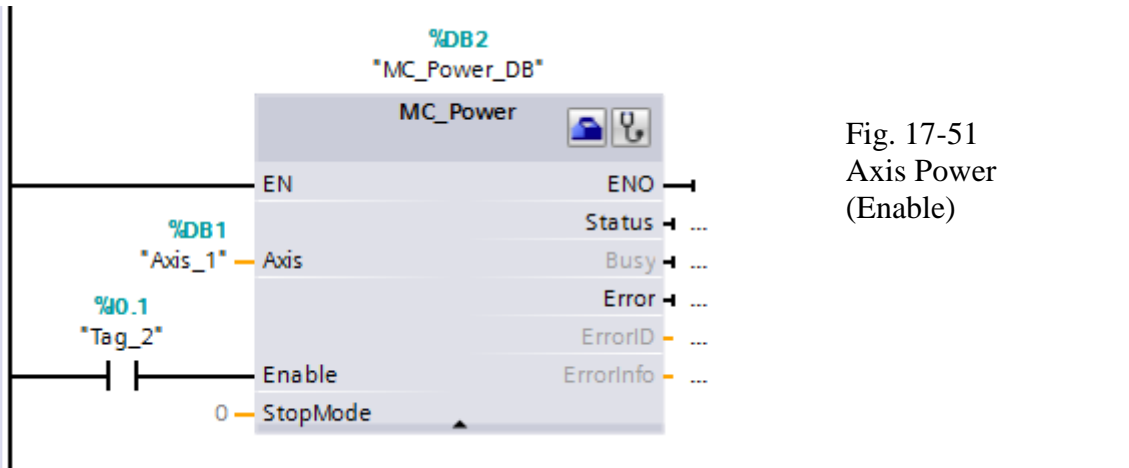 %DB2
"MC_Power_DB"
MC_Power
EN ENO
%DB1
"Axis_1" Axis
Status ...
Busy ...
%I0.1
"Tag_2"
Error ...
ErrorID ...
Enable ErrorInfo ...
0 StopMode
Fig. 17-51
Axis Power
(Enable)